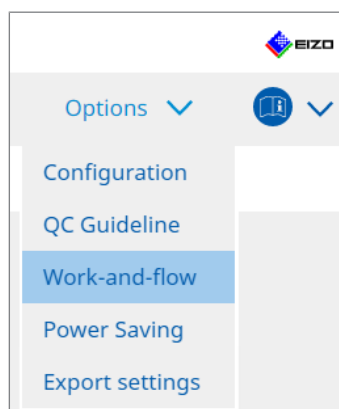 EIZO
Options
Configuration
QC Guideline
Work-and-flow
Power Saving
Export settings